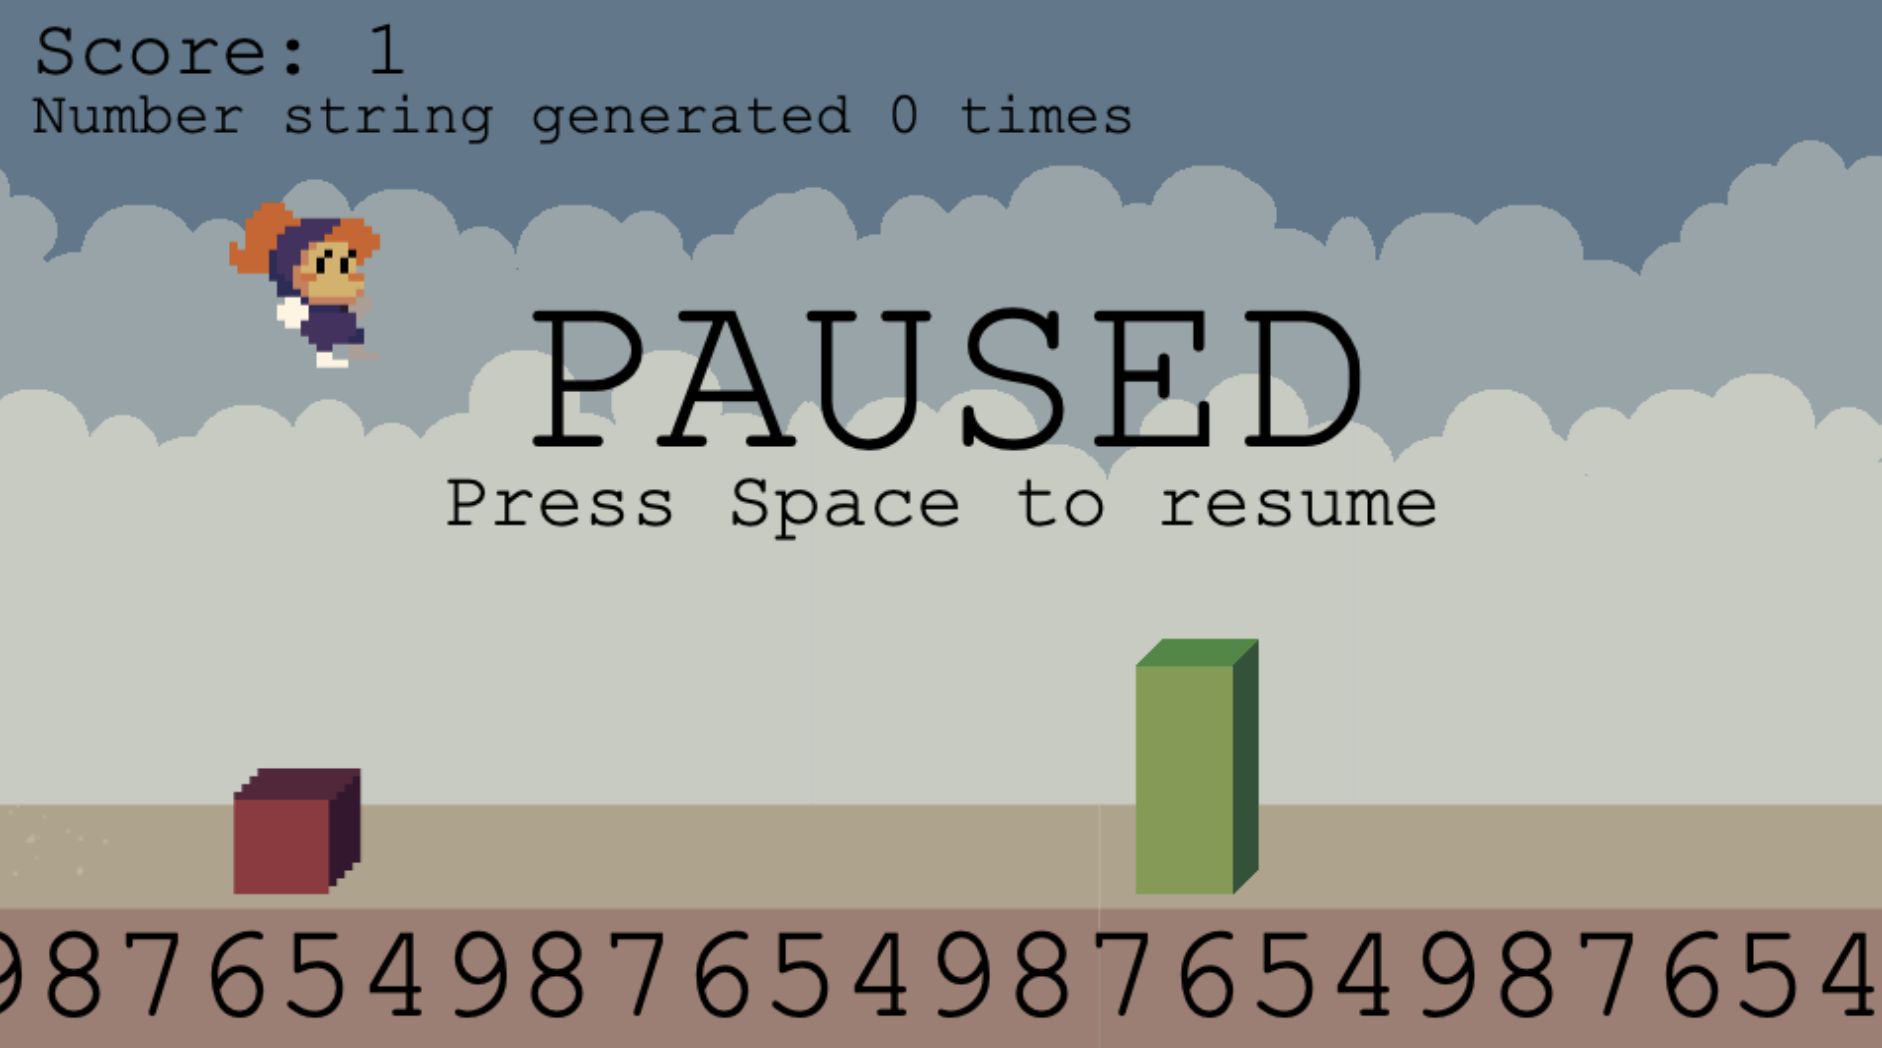 Score: 1
Number string generated 0 times
PAUSED
Press Space to resume
987654987654987654987654